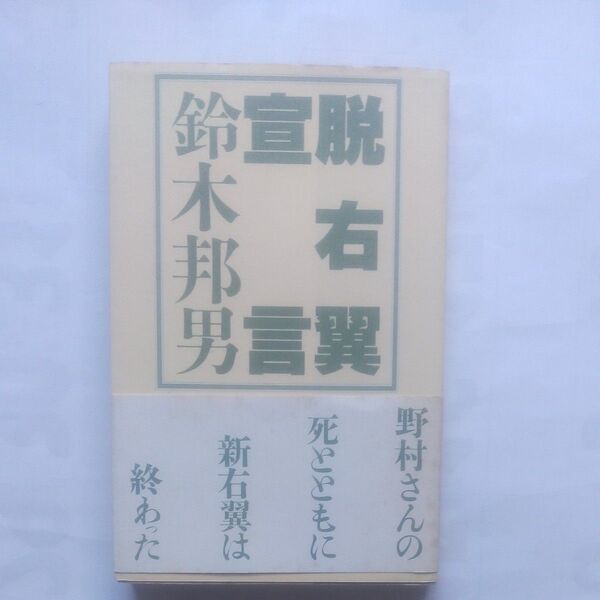 脱右翼
宣言
鈴木邦男
野村さんの
死とともに
新右翼は
終わった